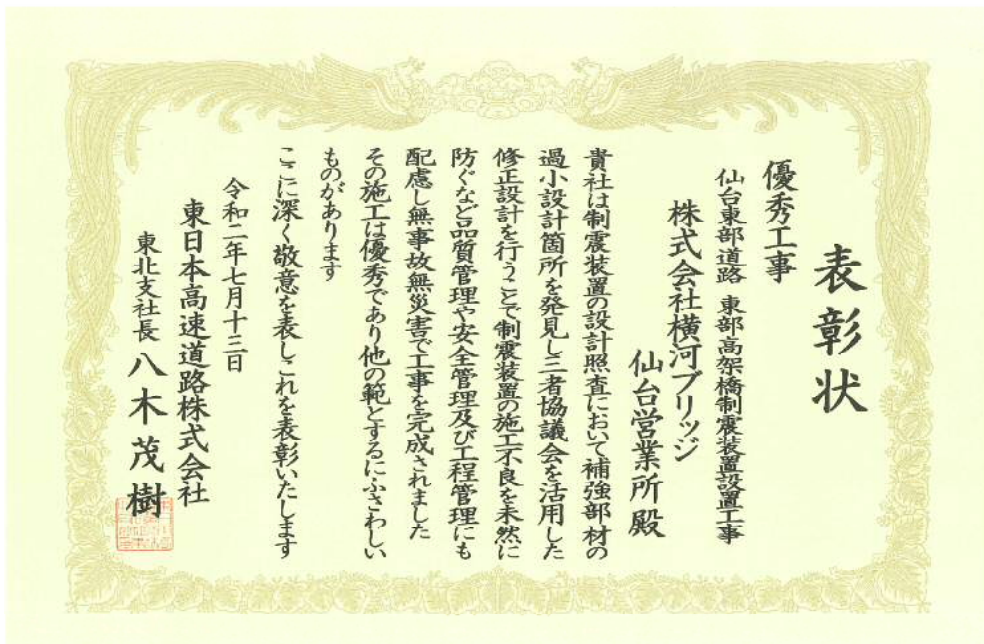 表彰状
優秀工事
仙台東部道路 東部高架橋制震装置設置工事
株式会社横河ブリッジ
仙台営業所殿
貴社は制震装置の設計照査において補強部材の
過小設計箇所を発見し三者協議会を活用した
修正設計を行うことで制震装置の施工不良を未然に
防ぐなど品質管理や安全管理及び工程管理にも
配慮し無事故無災害で工事を完成されました
その施工は優秀であり他の範とするにふさわしい
ものがあります
ここに深く敬意を表しこれを表彰いたします
令和二年七月十三日
東日本高速道路株式会社
東北支社長 八木茂樹